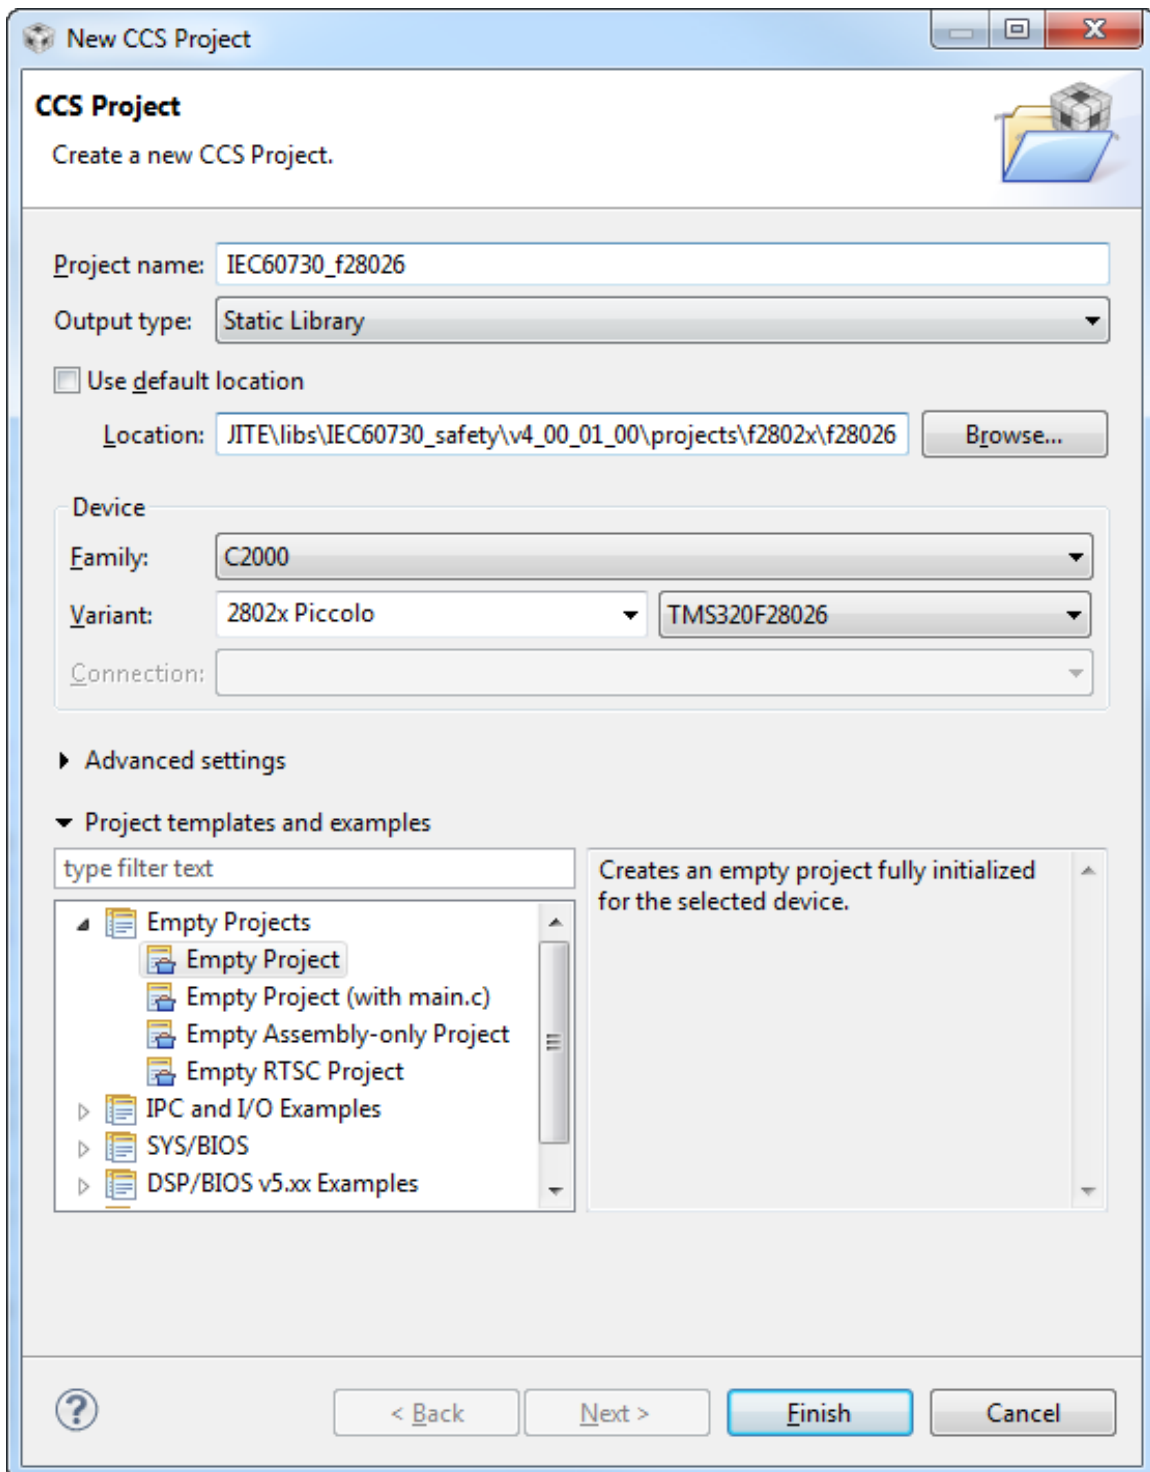 New CCS Project
CCS Project
Create a new CCS Project.
Project name: IEC60730_f28026
Output type: Static Library
Use default location
Location: JITE\libs\IEC60730_safety\v4_00_01_00\projects\f2802x\f28026 Browse...
Device
Family: C2000
Variant: 2802x Piccolo TMS320F28026
Connection:
Advanced settings
Project templates and examples
type filter text
Creates an empty project fully initialized
for the selected device.
Empty Projects
Empty Project
Empty Project (with main.c)
Empty Assembly-only Project
Empty RTSC Project
IPC and I/O Examples
SYS/BIOS
DSP/BIOS v5.xx Examples
? < Back Next > Finish Cancel